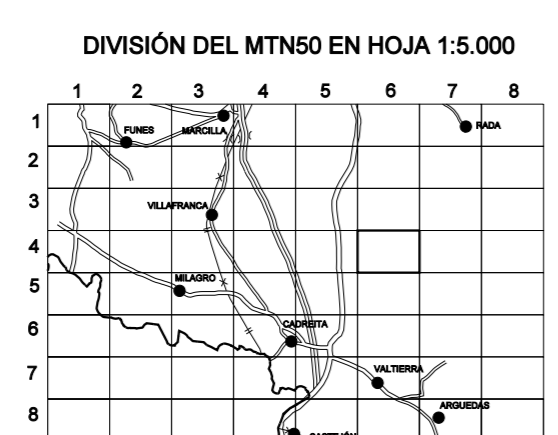 DIVISIÓN DEL MTN50 EN HOJA 1:5.000
1 2 3 4 5 6 7 8
1
RADA
FUNES
MARCILLA
2
3
VILLAFRANCA
4
MILAGRO
5
6
CADREITA
7
VALTIERRA
ARGUEDAS
8